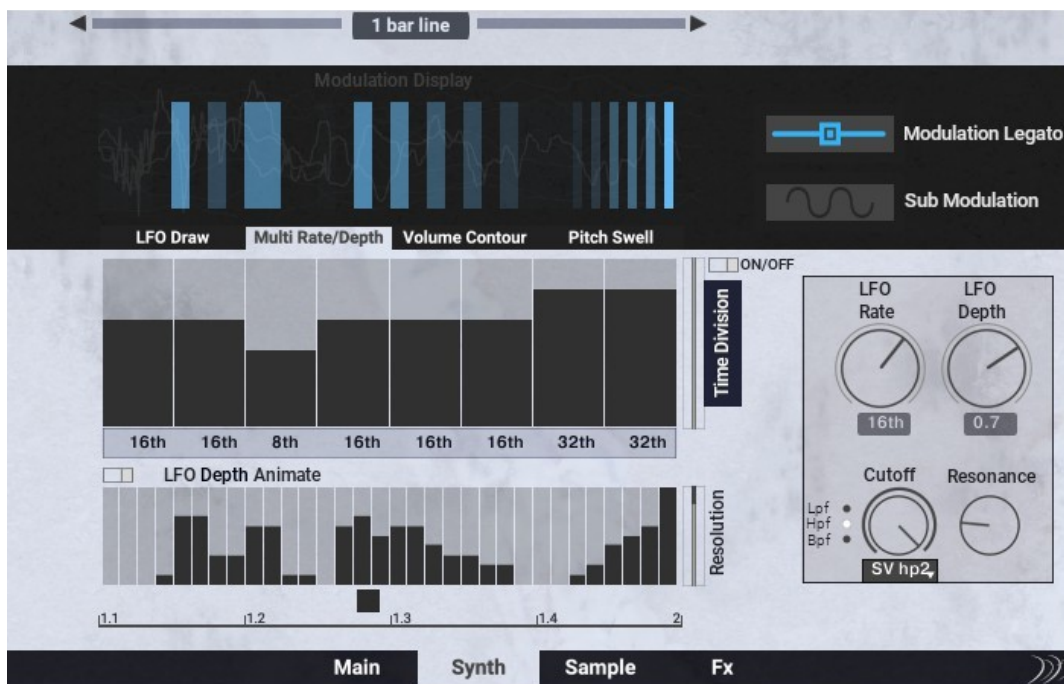 1 bar line
Modulation Display
Modulation Legato
Sub Modulation
LFO Draw Multi Rate/Depth Volume Contour Pitch Swell
ON/OFF
Time Division
LFO Rate
LFO Depth
16th
0.7
16th 16th 8th 16th 16th 16th 32th 32th
LFO Depth Animate
Resolution
Cutoff
Resonance
Lpf
Hpf
Bpf
SV hp2
1.1 1.2 1.3 1.4 2
Main Synth Sample Fx